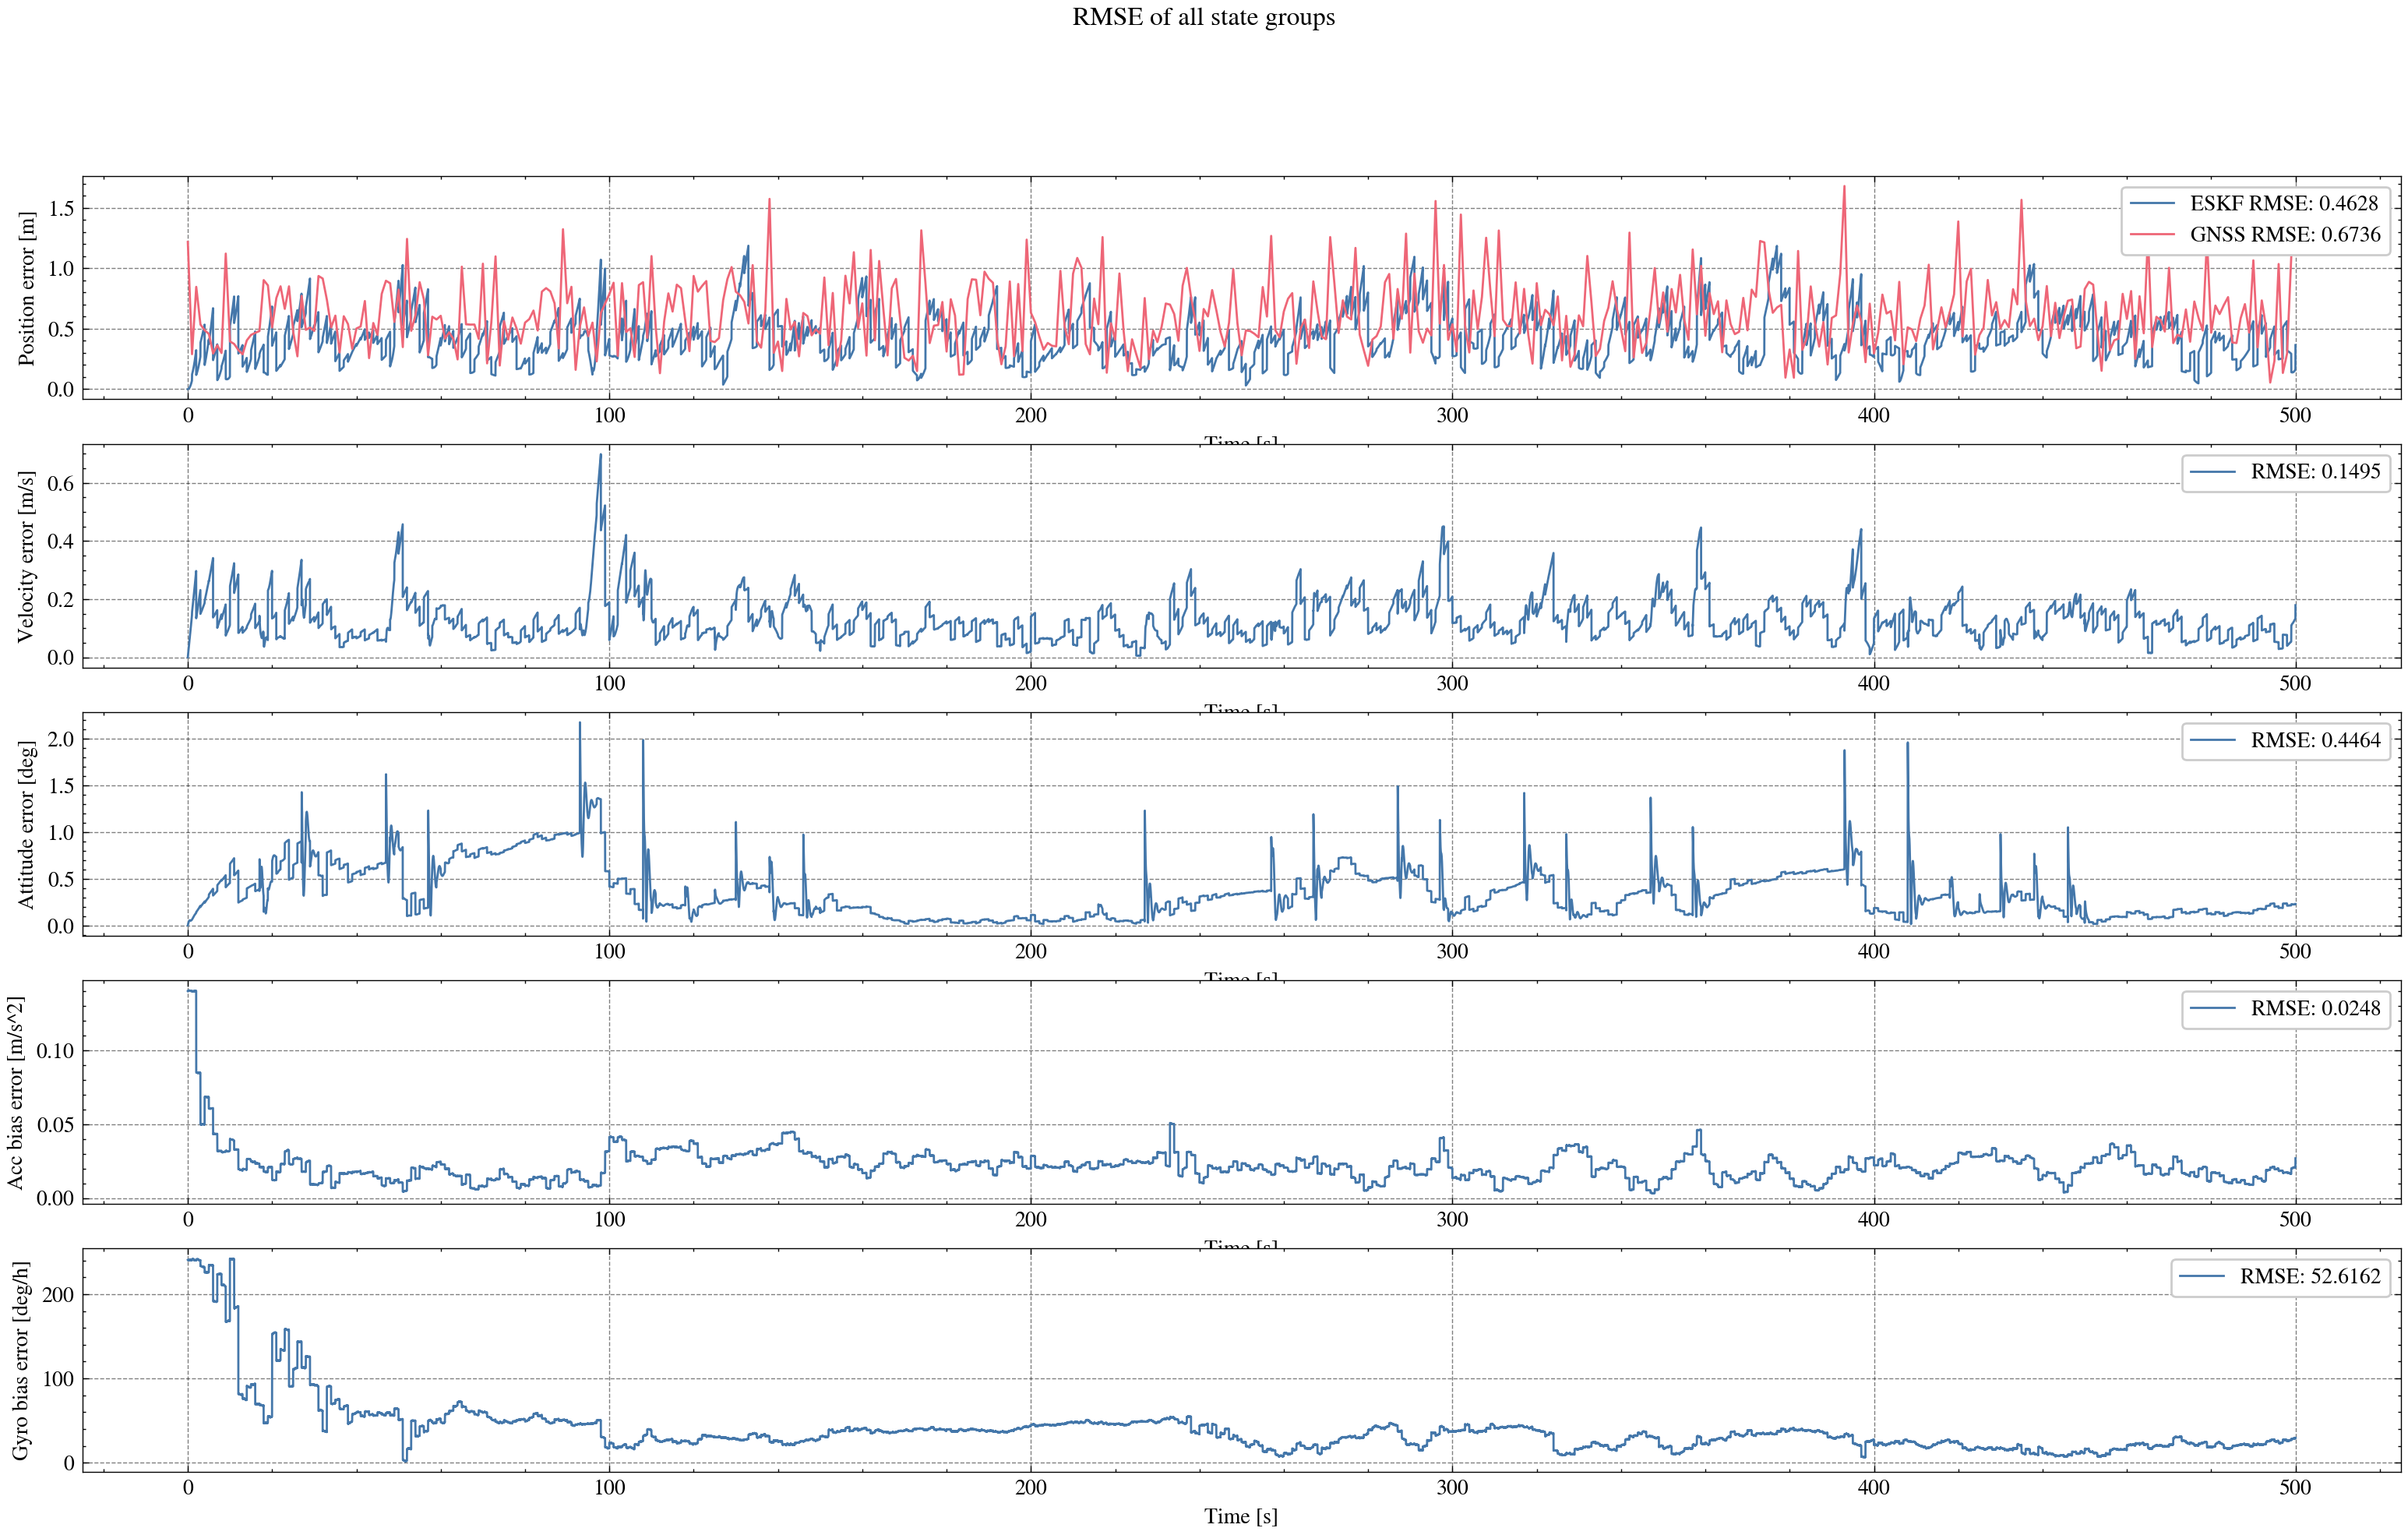 RMSE of all state groups
Position error [m]
1.5
1.0
0.5
0.0
ESKF RMSE: 0.4628
GNSS RMSE: 0.6736
0 100 200 300 400 500
Time [s]
Velocity error [m/s]
0.6
0.4
0.2
0.0
RMSE: 0.1495
0 100 200 300 400 500
Time [s]
Attitude error [deg]
2.0
1.5
1.0
0.5
0.0
RMSE: 0.4464
0 100 200 300 400 500
Time [s]
Acc bias error [m/s^2]
0.10
0.05
0.00
RMSE: 0.0248
0 100 200 300 400 500
Time [s]
Gyro bias error [deg/h]
200
100
0
RMSE: 52.6162
0 100 200 300 400 500
Time [s]